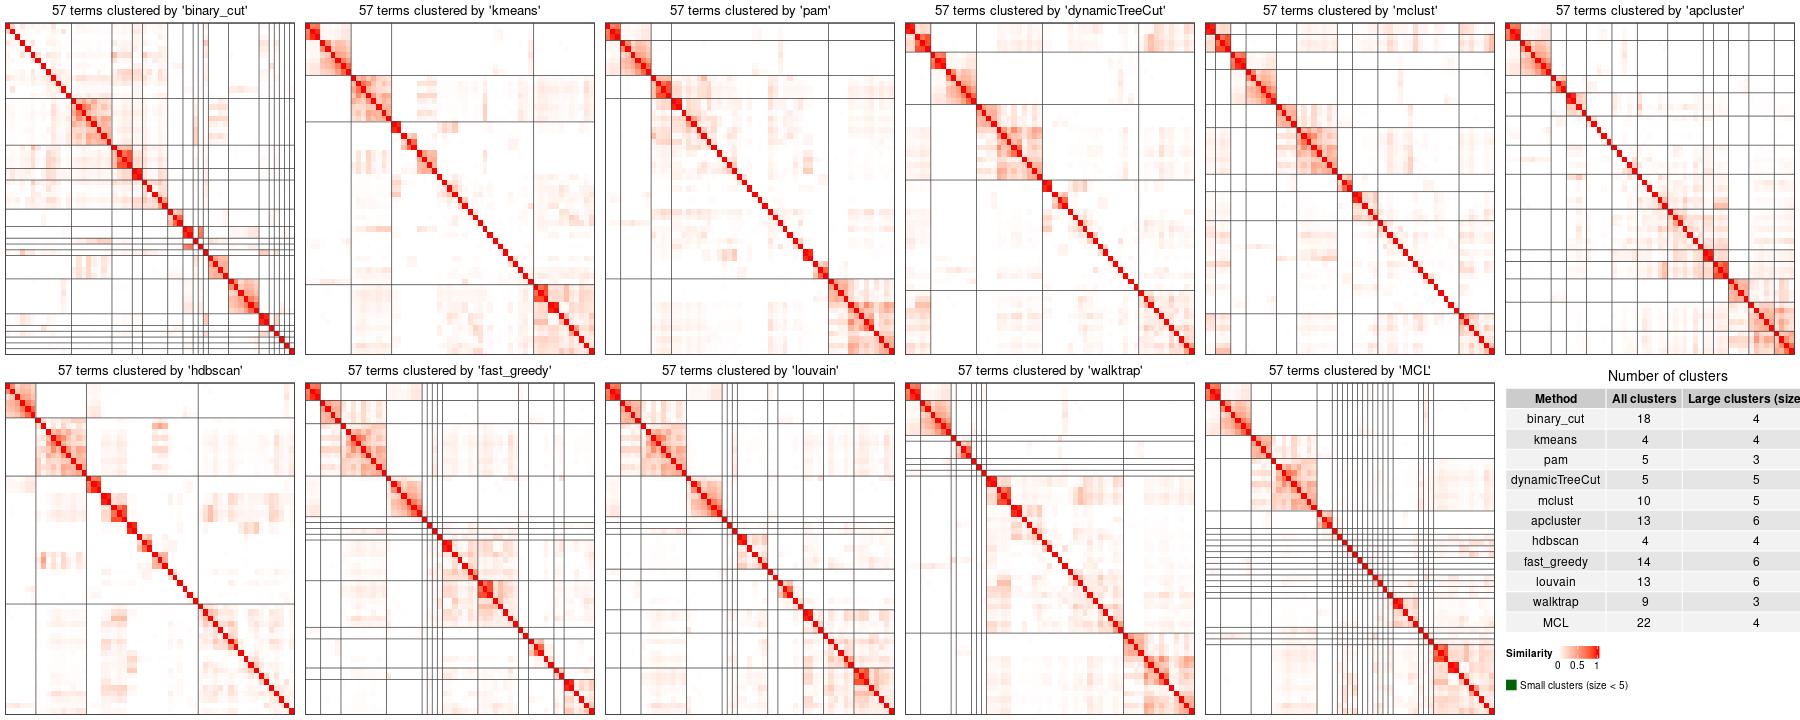 57 terms clustered by 'binary_cut'
57 terms clustered by 'kmeans'
57 terms clustered by 'pam'
57 terms clustered by 'dynamicTreeCut'
57 terms clustered by 'mclust'
57 terms clustered by 'apcluster'
57 terms clustered by 'hdbscan'
57 terms clustered by 'fast_greedy'
57 terms clustered by 'louvain'
57 terms clustered by 'walktrap'
57 terms clustered by 'MCL'
Number of clusters
Method All clusters Large clusters (size
binary_cut 18 4
kmeans 4 4
pam 5 3
dynamicTreeCut 5 5
mclust 10 5
apcluster 13 6
hdbscan 4 4
fast_greedy 14 6
louvain 13 6
walktrap 9 3
MCL 22 4
Similarity
0 0.5 1
Small clusters (size < 5)